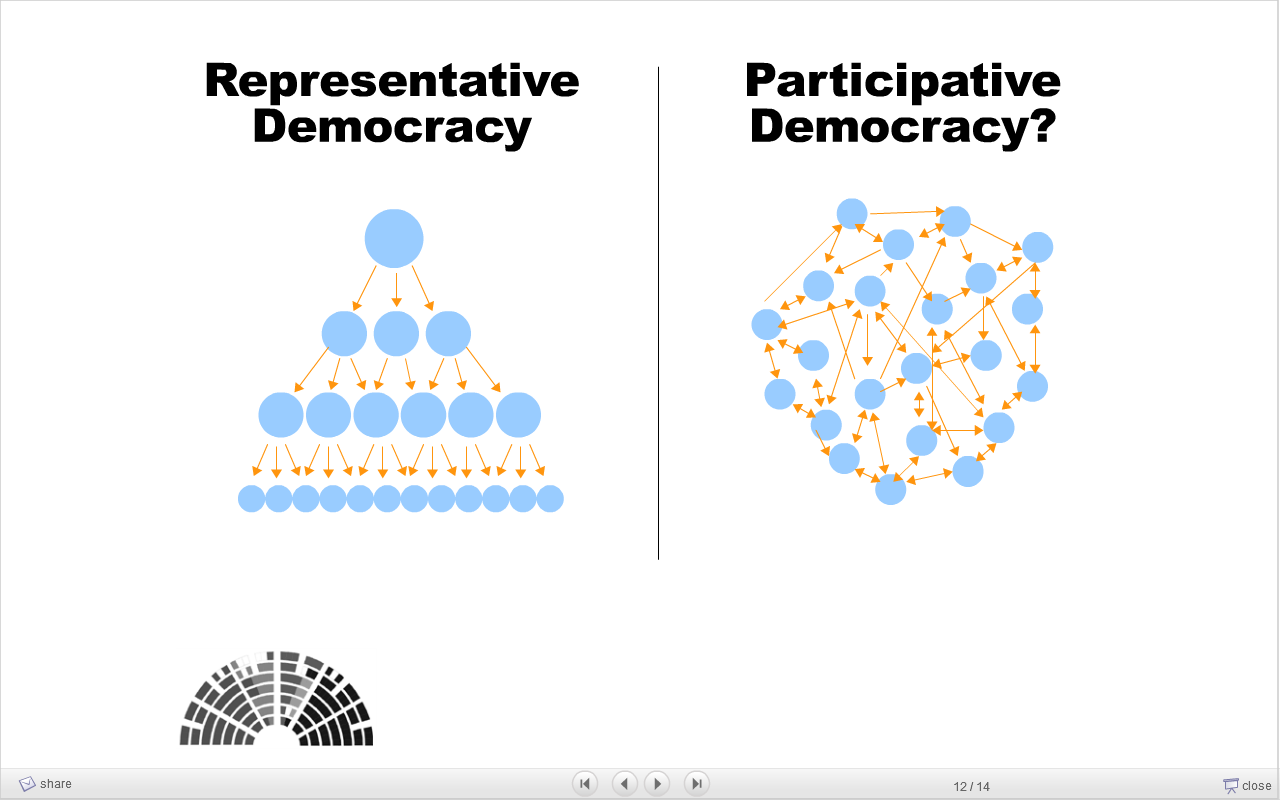 Representative
Democracy
Participative
Democracy?
share
12 / 14
close